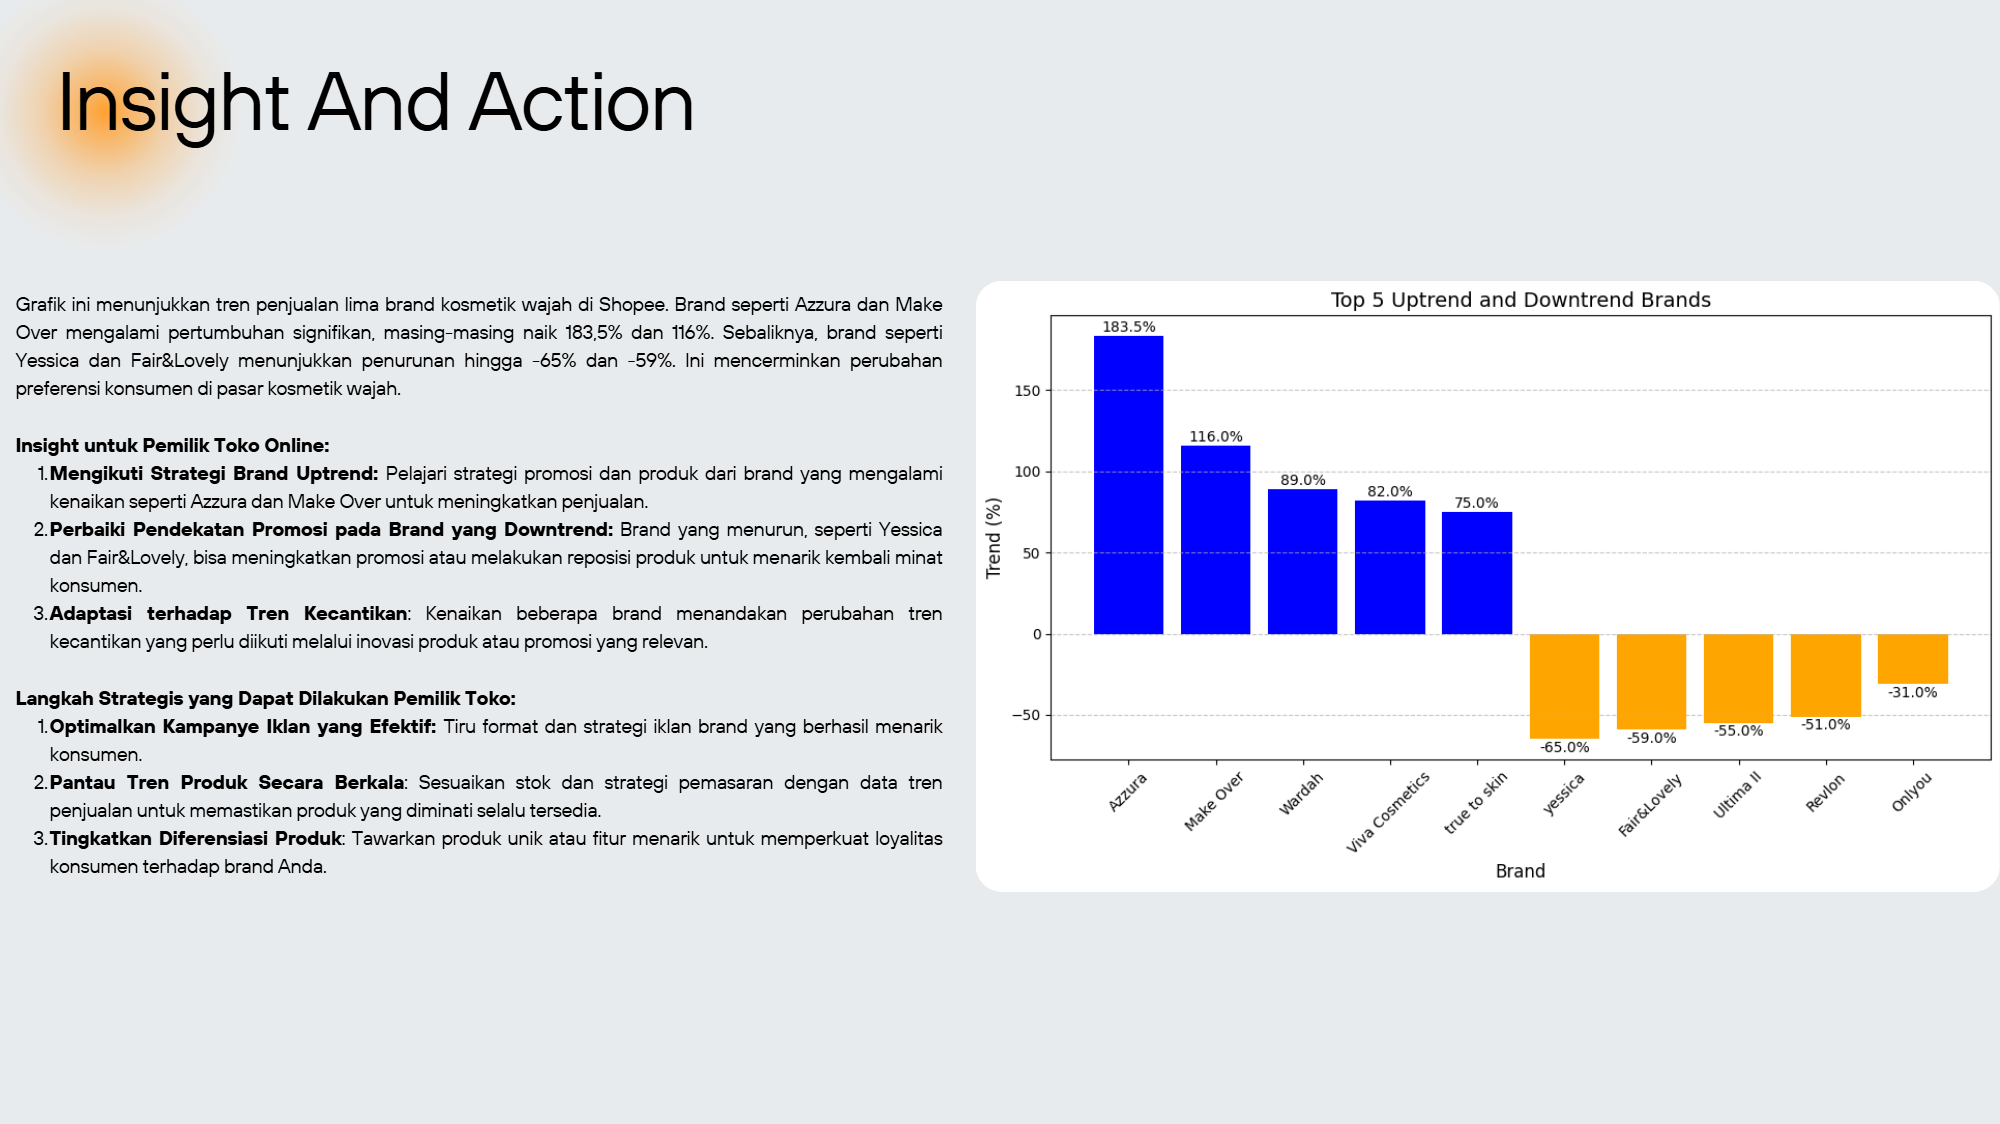 Insight And Action
Grafik ini menunjukkan tren penjualan lima brand kosmetik wajah di Shopee. Brand seperti Azzura dan Make
Over mengalami pertumbuhan signifikan, masing-masing naik 183,5% dan 116%. Sebaliknya, brand seperti
Yessica dan Fair&Lovely menunjukkan penurunan hingga -65% dan -59%. Ini mencerminkan perubahan
preferensi konsumen di pasar kosmetik wajah.
Insight untuk Pemilik Toko Online:
1.Mengikuti Strategi Brand Uptrend: Pelajari strategi promosi dan produk dari brand yang mengalami
kenaikan seperti Azzura dan Make Over untuk meningkatkan penjualan.
2.Perbaiki Pendekatan Promosi pada Brand yang Downtrend: Brand yang menurun, seperti Yessica
dan Fair&Lovely, bisa meningkatkan promosi atau melakukan reposisi produk untuk menarik kembali minat
konsumen.
3.Adaptasi terhadap Tren Kecantikan: Kenaikan beberapa brand menandakan perubahan tren
kecantikan yang perlu diikuti melalui inovasi produk atau promosi yang relevan.
Langkah Strategis yang Dapat Dilakukan Pemilik Toko:
1.Optimalkan Kampanye Iklan yang Efektif: Tiru format dan strategi iklan brand yang berhasil menarik
konsumen.
2.Pantau Tren Produk Secara Berkala: Sesuaikan stok dan strategi pemasaran dengan data tren
penjualan untuk memastikan produk yang diminati selalu tersedia.
3.Tingkatkan Diferensiasi Produk: Tawarkan produk unik atau fitur menarik untuk memperkuat loyalitas
konsumen terhadap brand Anda.
Top 5 Uptrend and Downtrend Brands
Trend (%)
150
100
50
0
−50
183.5%
116.0%
89.0%
82.0%
75.0%
-65.0%
-59.0%
-55.0%
-51.0%
-31.0%
Azzura
Make Over
Wardah
Viva Cosmetics
true to skin
yessica
Fair&Lovely
Ultima II
Revlon
Onlyou
Brand